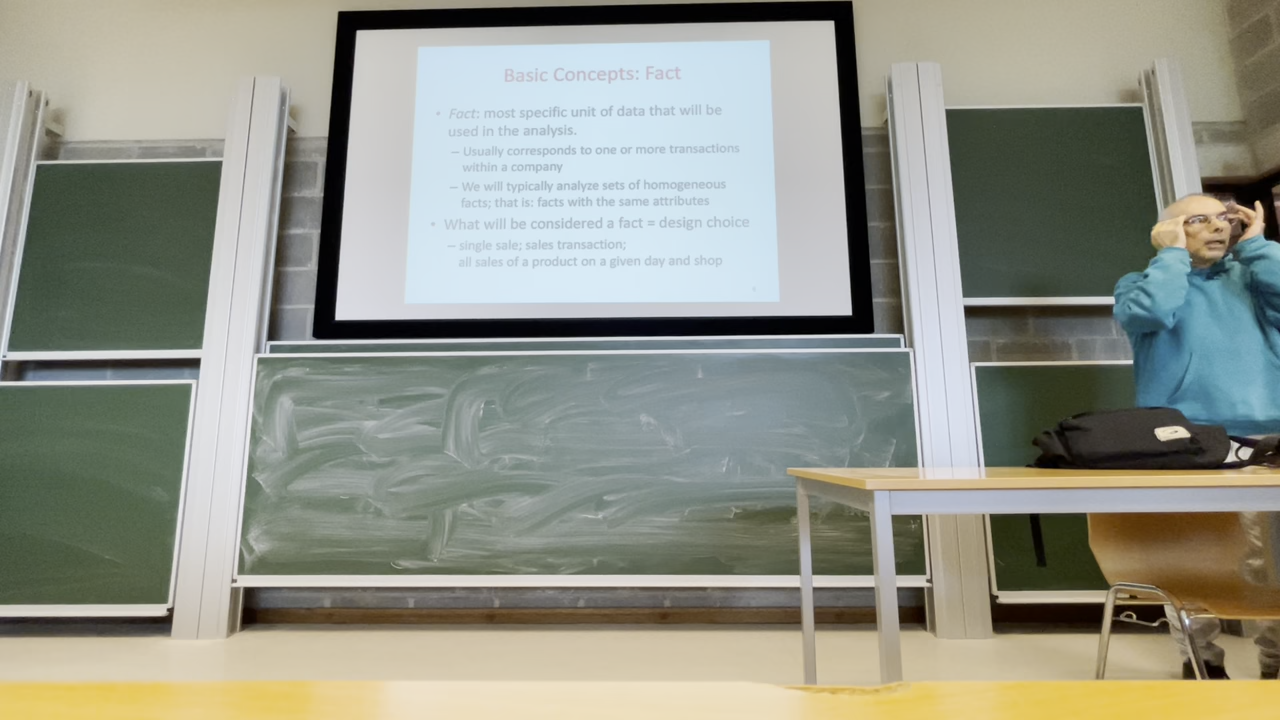 Basic Concepts: Fact
• Fact: most specific unit of data that will be
used in the analysis.
– Usually corresponds to one or more transactions
within a company
– We will typically analyze sets of homogeneous
facts; that is: facts with the same attributes
• What will be considered a fact = design choice
– single sale; sales transaction;
all sales of a product on a given day and shop